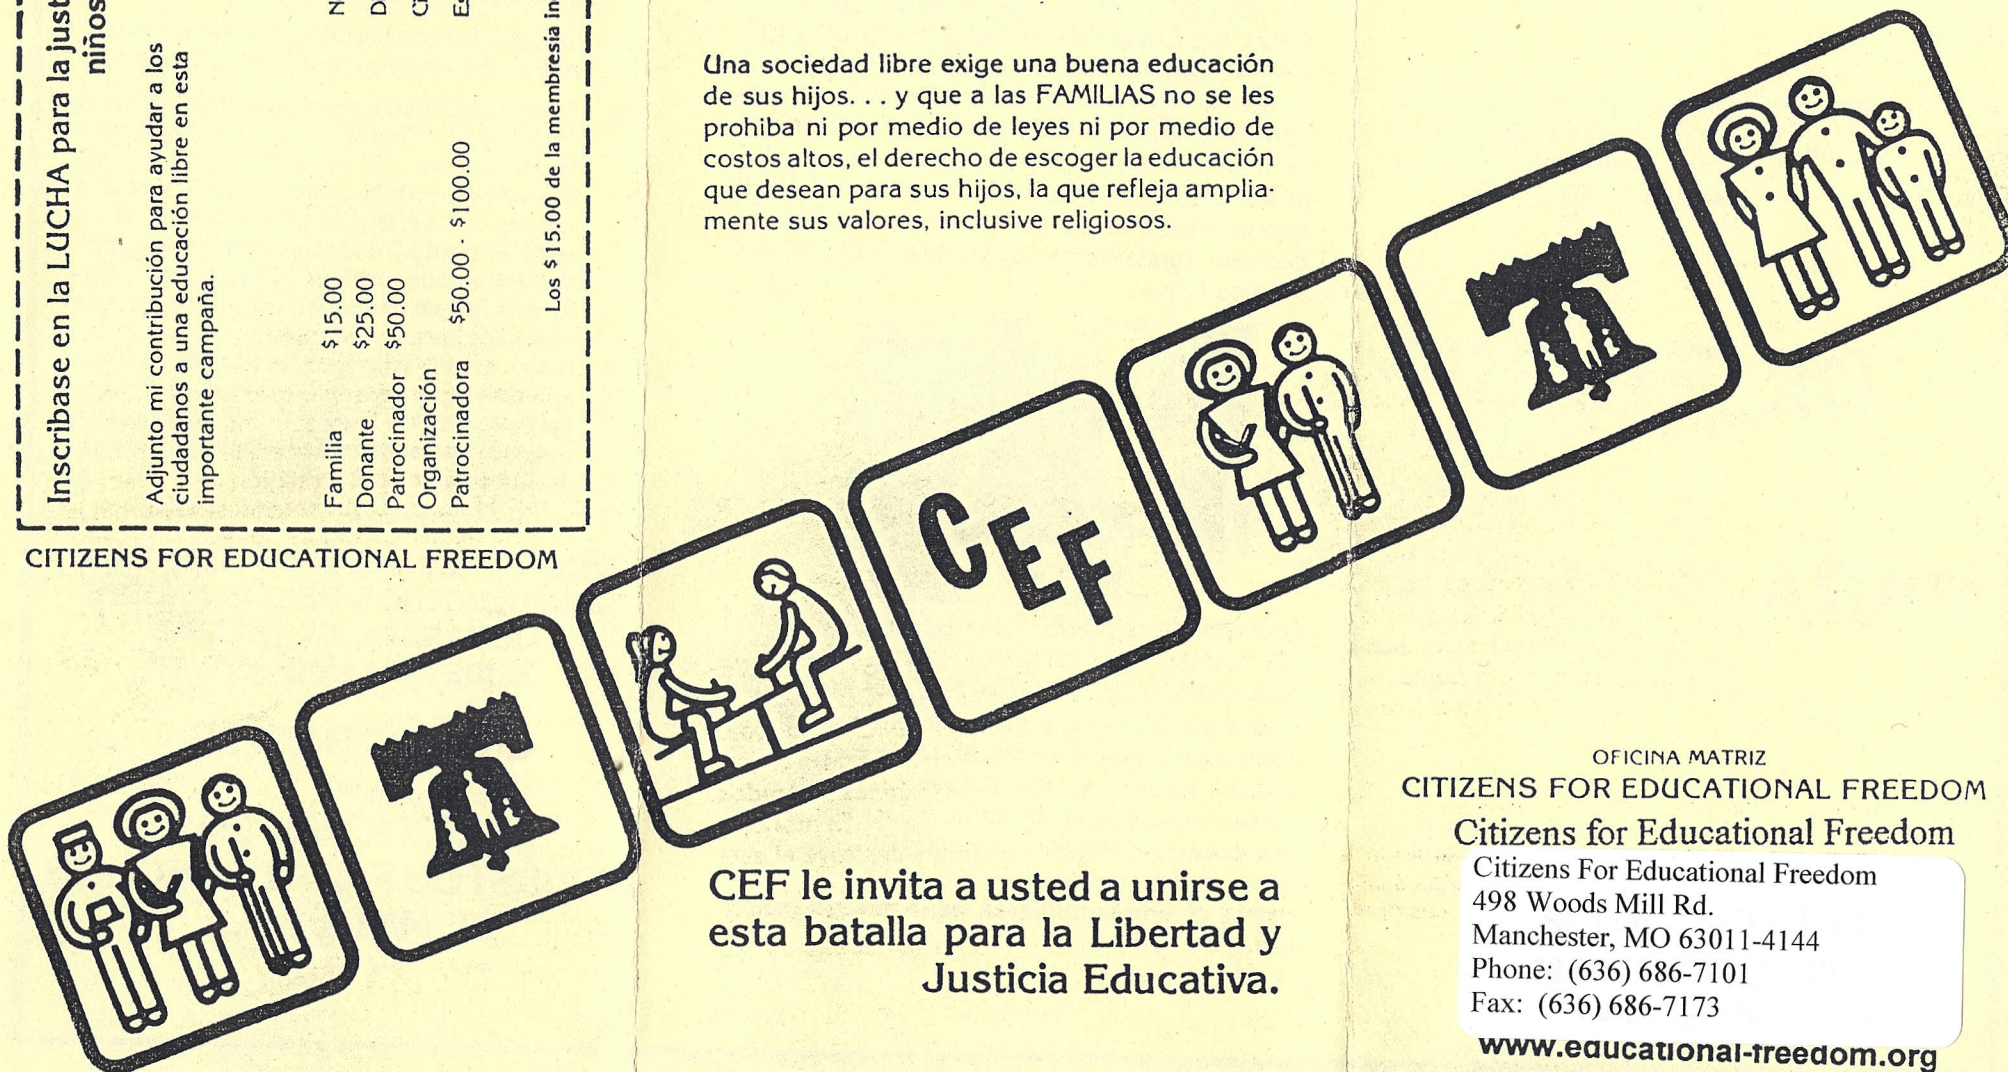 Inscribase en la LUCHA para la just
niños
Adjunto mi contribución para ayudar a los
ciudadanos a una educación libre en esta
importante campaña.
Familia $15.00
Donante $25.00
Patrocinador $50.00
Organización
Patrocinadora $50.00 - $100.00
Los $15.00 de la membresia in
CITIZENS FOR EDUCATIONAL FREEDOM
Una sociedad libre exige una buena educación
de sus hijos. . . y que a las FAMILIAS no se les
prohiba ni por medio de leyes ni por medio de
costos altos, el derecho de escoger la educación
que desean para sus hijos, la que refleja amplia-
mente sus valores, inclusive religiosos.
CEF
CEF le invita a usted a unirse a
esta batalla para la Libertad y
Justicia Educativa.
OFICINA MATRIZ
CITIZENS FOR EDUCATIONAL FREEDOM
Citizens for Educational Freedom
Citizens For Educational Freedom
498 Woods Mill Rd.
Manchester, MO 63011-4144
Phone: (636) 686-7101
Fax: (636) 686-7173
www.educational-freedom.org